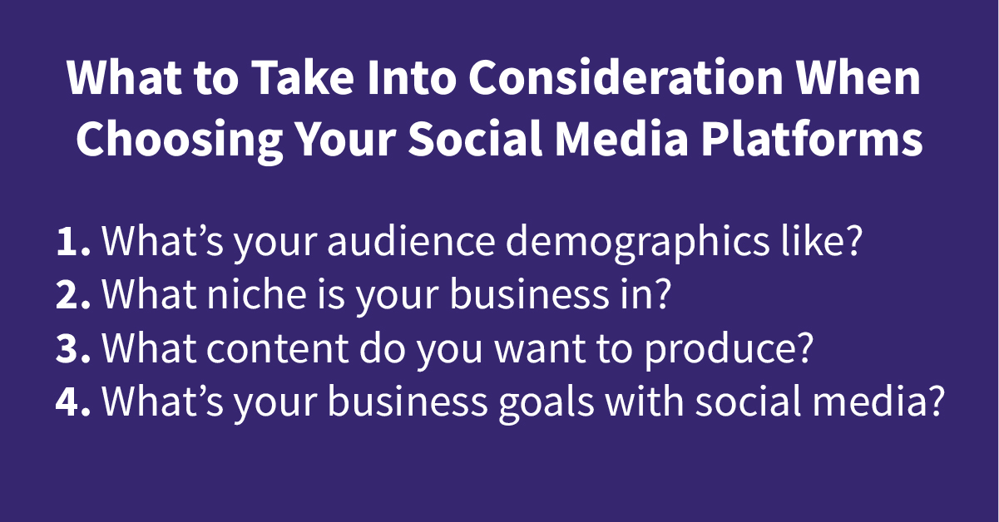 What to Take Into Consideration When
Choosing Your Social Media Platforms
1. What’s your audience demographics like?
2. What niche is your business in?
3. What content do you want to produce?
4. What’s your business goals with social media?